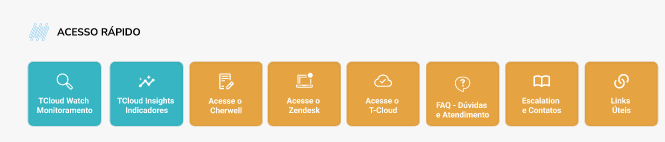 ACESSO RÁPIDO
TCloud Watch
Monitoramento
TCloud Insights
Indicadores
Acesse o
Cherwell
Acesse o
Zendesk
Acesse o
T-Cloud
FAQ - Dúvidas
e Atendimento
Escalation
e Contatos
Links
Úteis